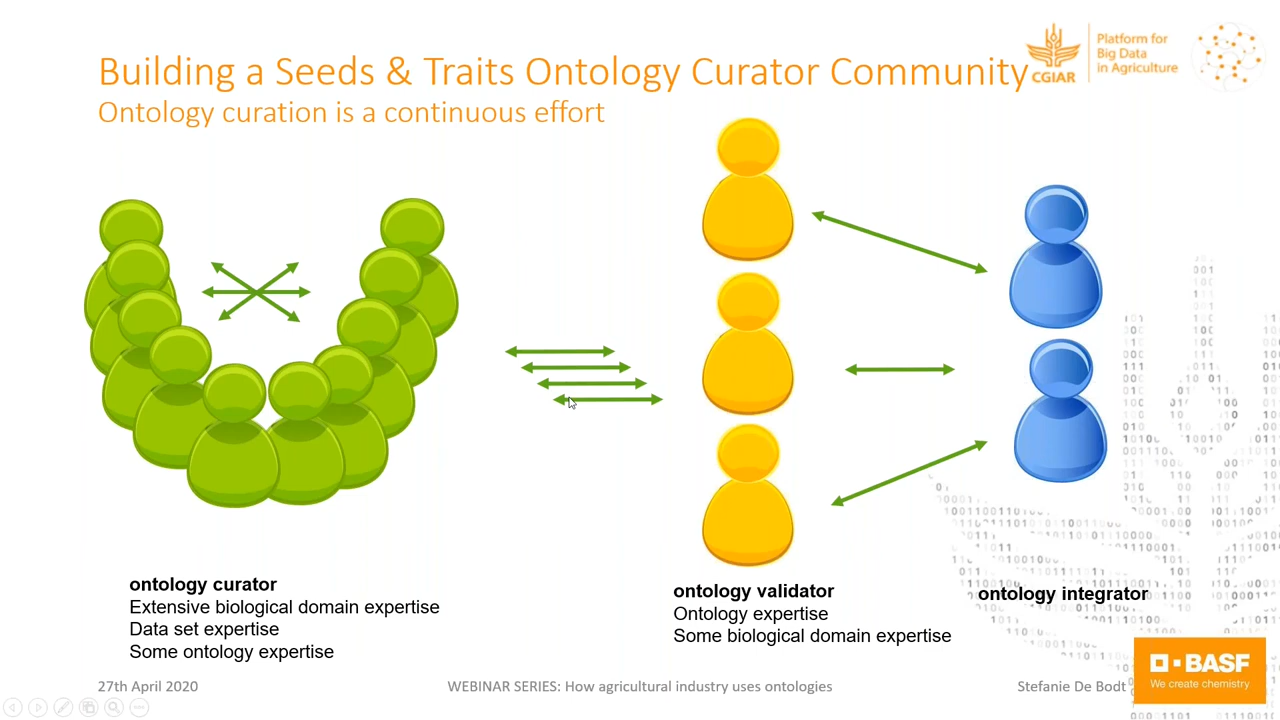 Building a Seeds & Traits Ontology Curator Community
Ontology curation is a continuous effort
CGIAR
Platform for
Big Data
in Agriculture
ontology curator
Extensive biological domain expertise
Data set expertise
Some ontology expertise
ontology validator
Ontology expertise
Some biological domain expertise
ontology integrator
BASF
We create chemistry
27th April 2020
WEBINAR SERIES: How agricultural industry uses ontologies
Stefanie De Bodt